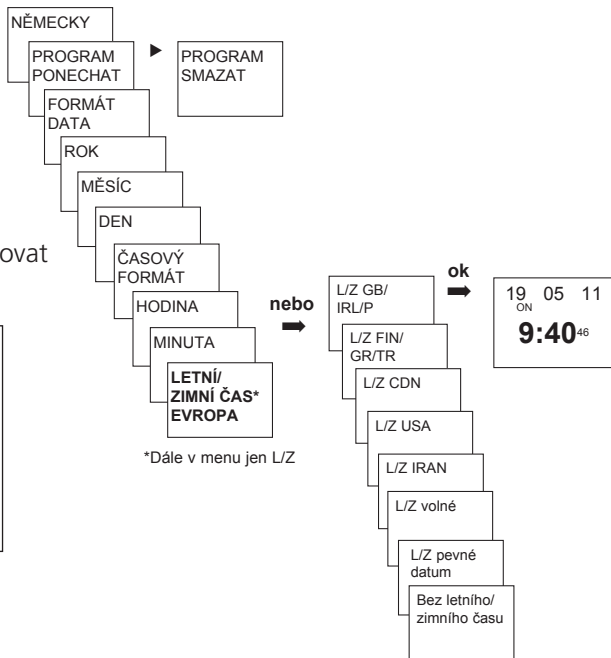 NĚMECKY
PROGRAM
PONECHAT
PROGRAM
SMAZAT
FORMÁT
DATA
ROK
MĚSÍC
DEN
ovat
ČASOVÝ
FORMÁT
HODINA
MINUTA
LETNÍ/
ZIMNÍ ČAS*
EVROPA
*Dále v menu jen L/Z
nebo
L/Z GB/
IRL/P
L/Z FIN/
GR/TR
L/Z CDN
L/Z USA
L/Z IRAN
L/Z volné
L/Z pevné
datum
Bez letního/
zimního času
ok
19 05 11
ON
9:40 46